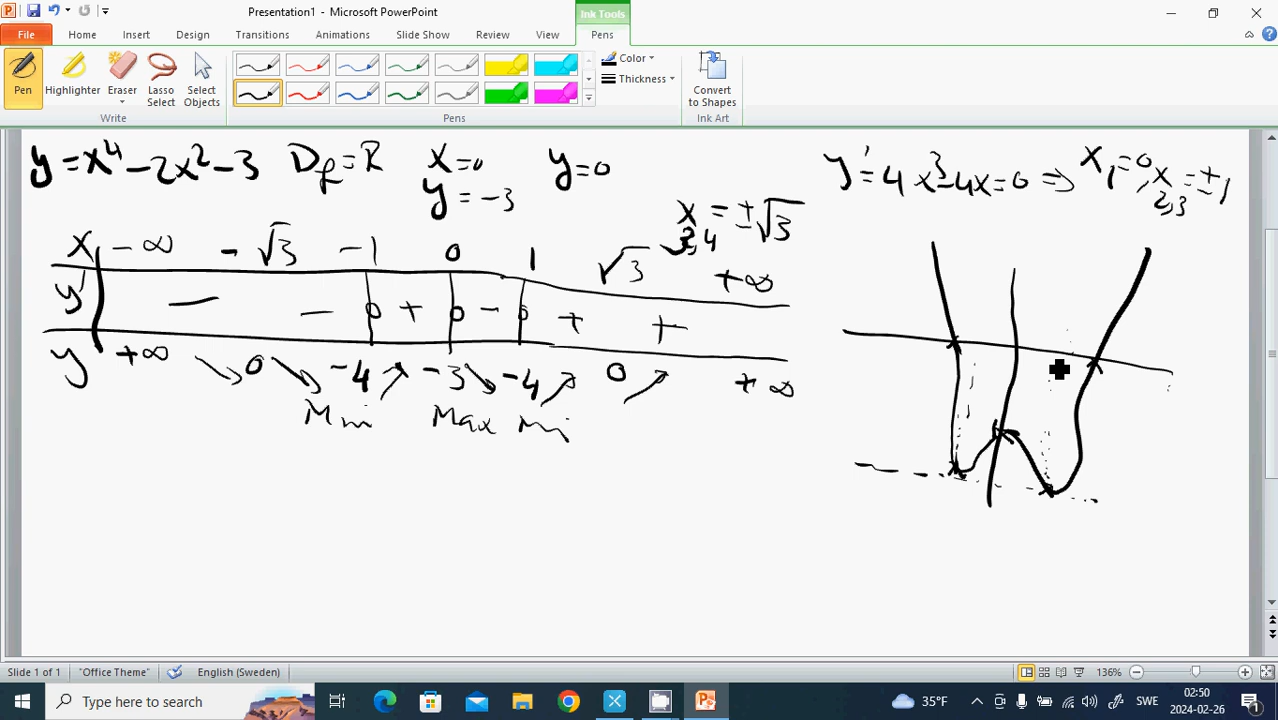 Presentation1 - Microsoft PowerPoint
Ink Tools
File Home Insert Design Transitions Animations Slide Show Review View Pens
Pen
Highlighter
Eraser
Lasso Select
Select Objects
Color
Thickness
Convert to Shapes
Write
Pens
Ink Art
y = x⁴ - 2x² - 3 Df = R x=0 y=0
y = -3
x = ±√3
3,4
y' = 4x³ - 4x = 0 ⇒ x₁ = 0, x₂,₃ = ±1
x -∞ -√3 -1 0 1 √3 +∞
y' — — 0 + 0 - 0 + +
y +∞ ↘ 0 ↘ -4 ↗ -3 ↘ -4 ↗ 0 ↗ +∞
Min Max Min
Slide 1 of 1 "Office Theme" English (Sweden) 136%
Type here to search
35°F
SWE
02:50
2024-02-26
1